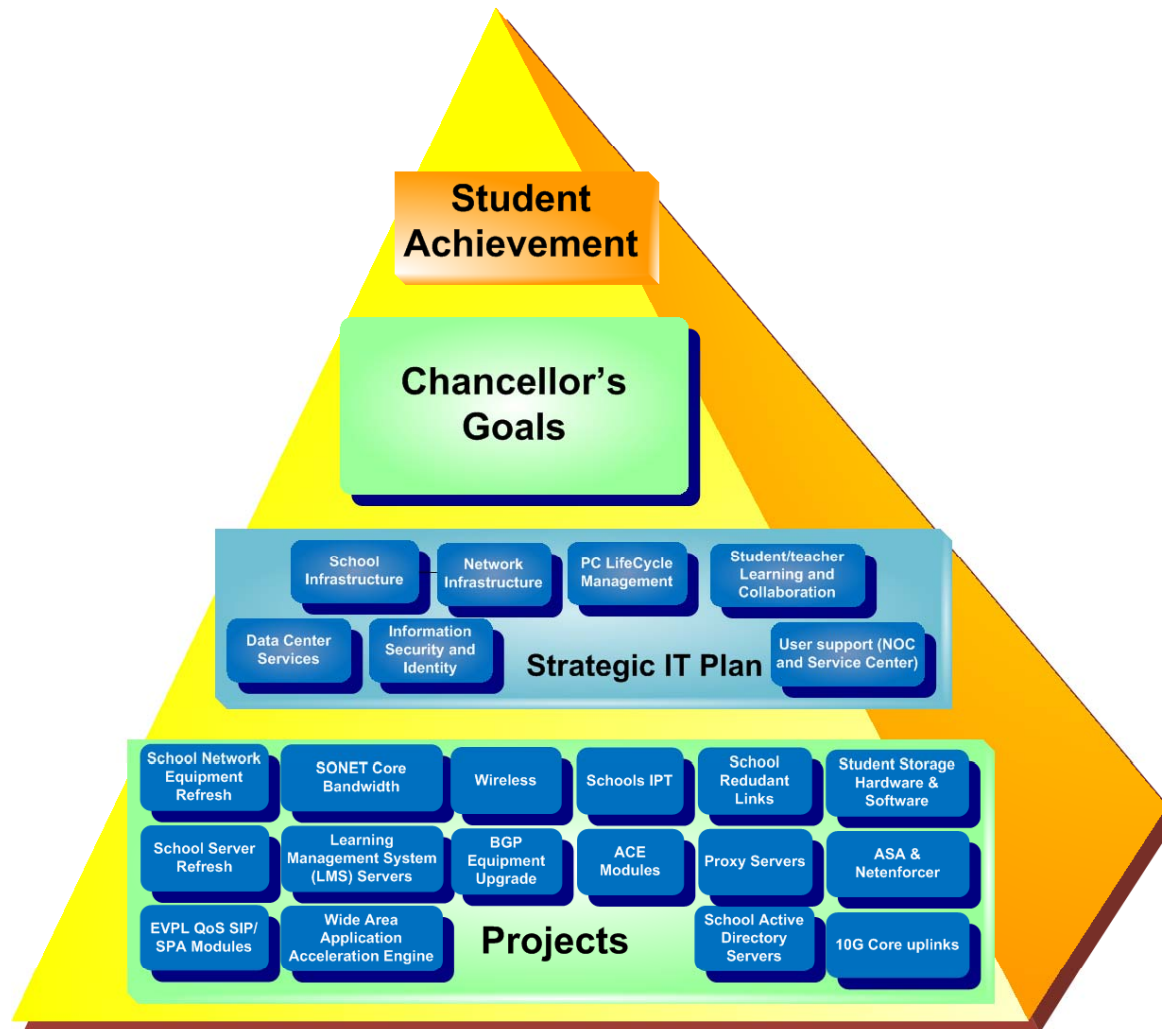 Student
Achievement
Chancellor’s
Goals
School
Infrastructure
Network
Infrastructure
PC LifeCycle
Management
Student/teacher
Learning and
Collaboration
Data Center
Services
Information
Security and
Identity
Strategic IT Plan
User support (NOC
and Service Center)
School Network
Equipment
Refresh
SONET Core
Bandwidth
Wireless
Schools IPT
School
Redudant
Links
Student Storage
Hardware &
Software
School Server
Refresh
Learning
Management System
(LMS) Servers
BGP
Equipment
Upgrade
ACE
Modules
Proxy Servers
ASA &
Netenforcer
EVPL QoS SIP/
SPA Modules
Wide Area
Application
Acceleration Engine
Projects
School Active
Directory
Servers
10G Core uplinks